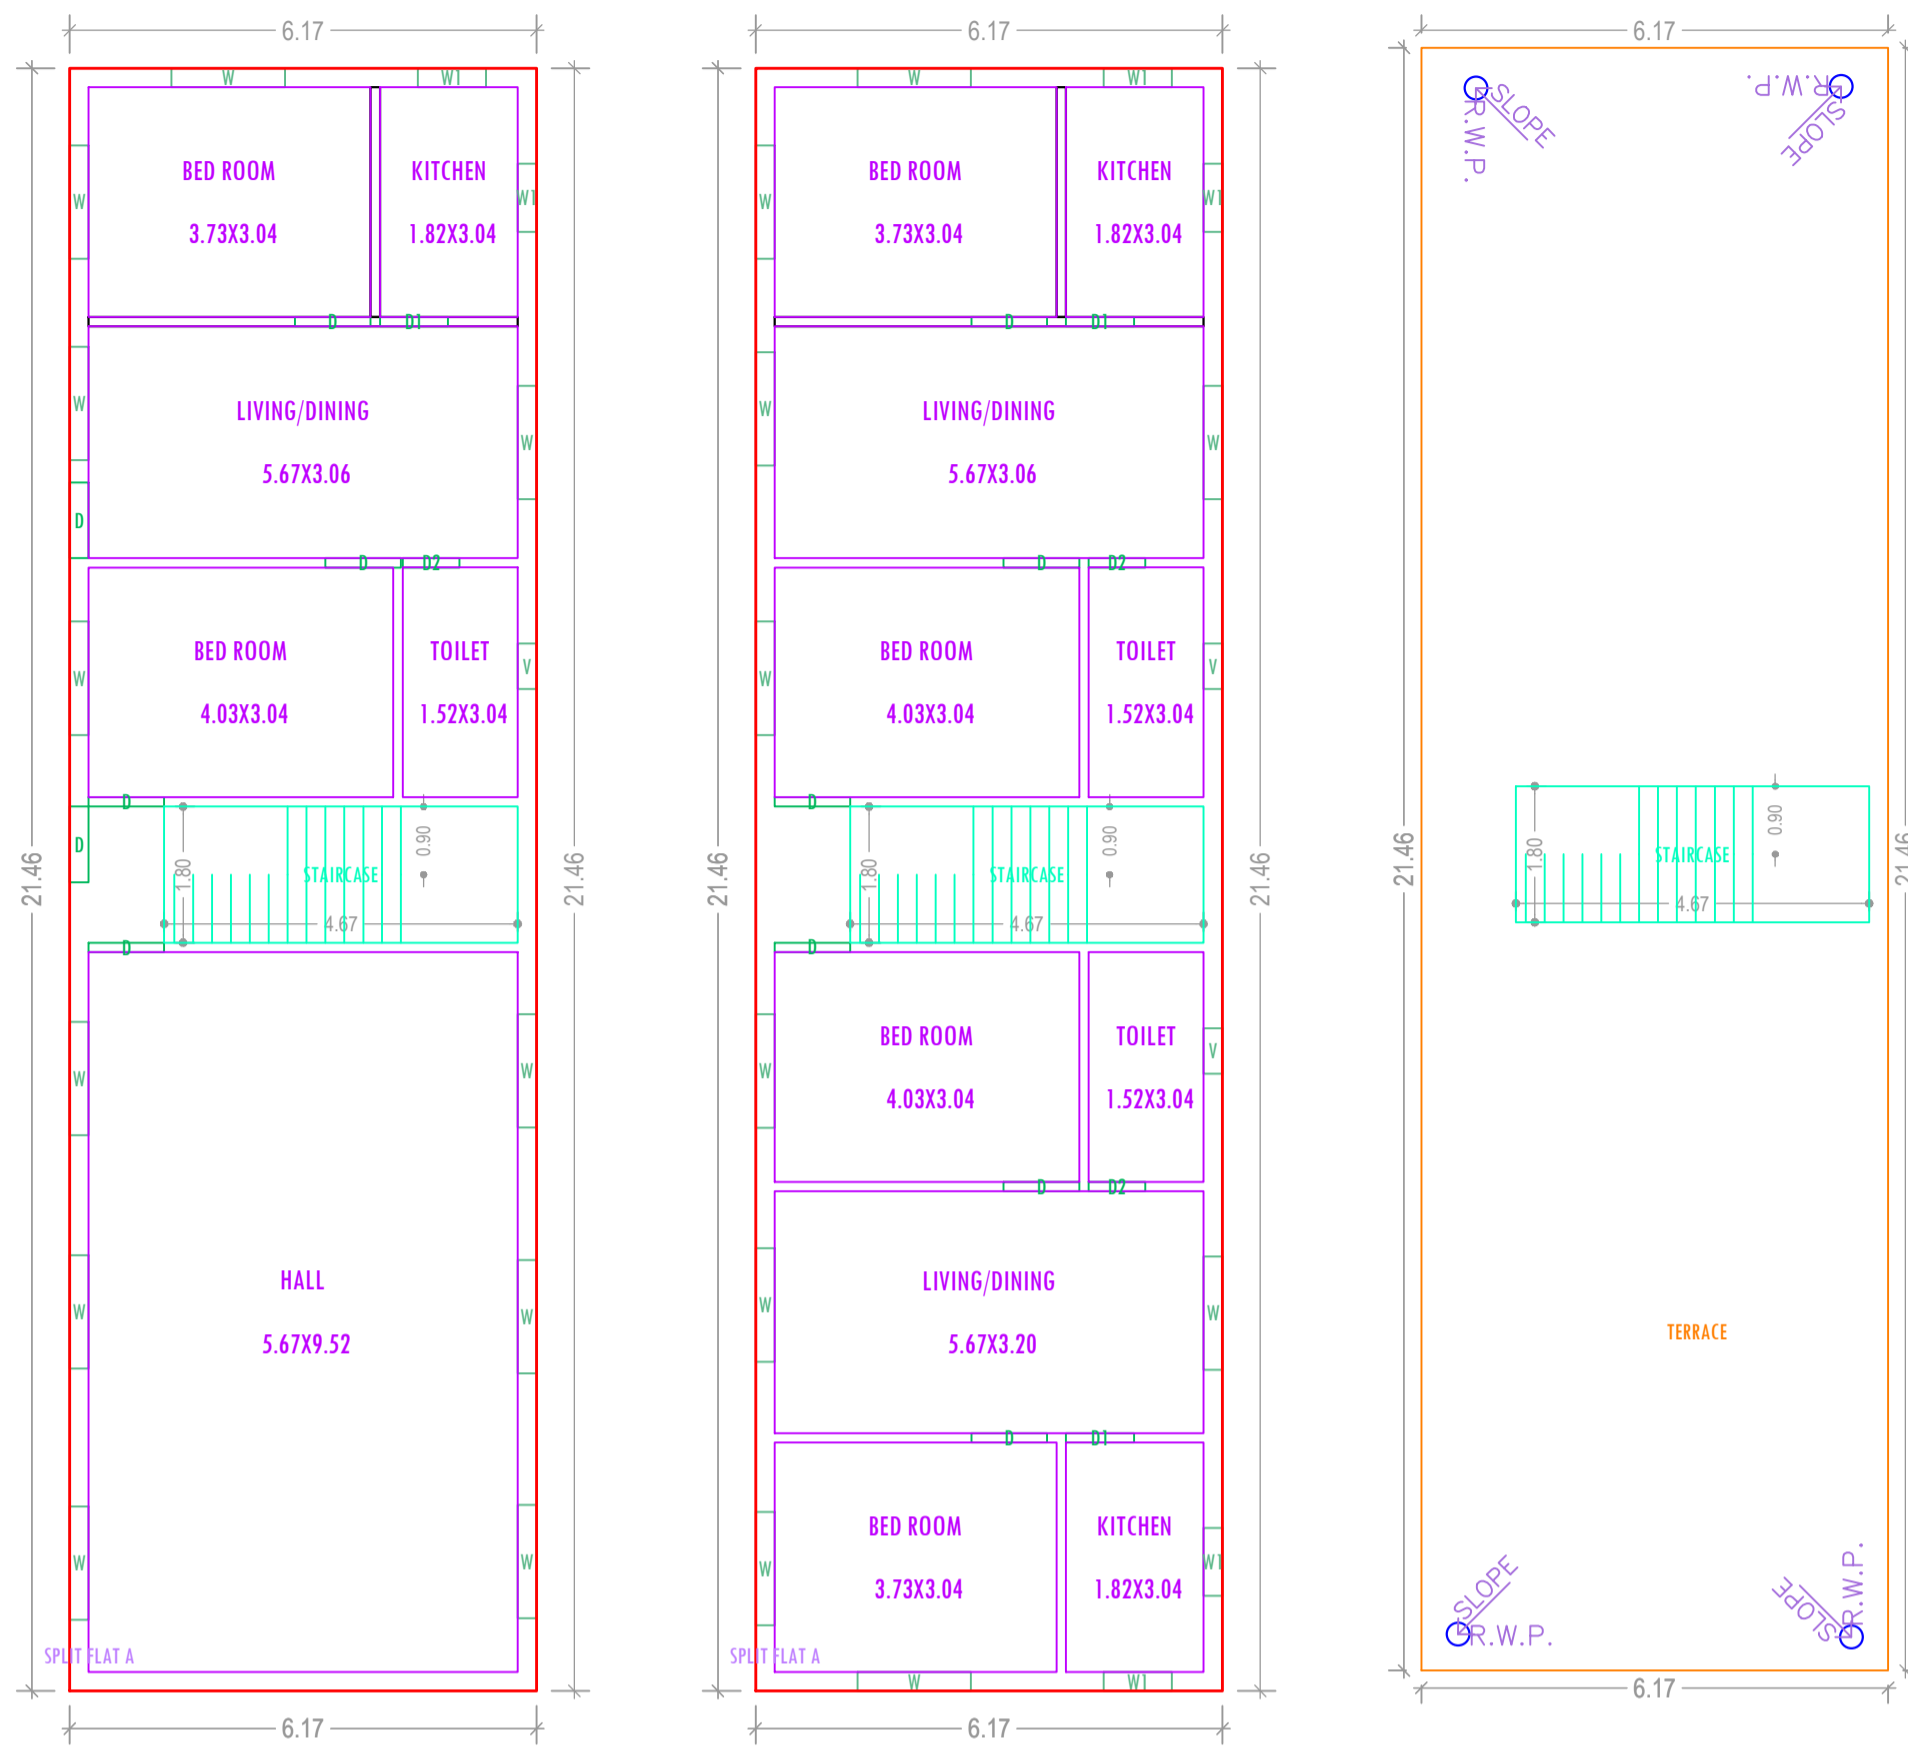 6.17
W
W1
BED ROOM
3.73X3.04
KITCHEN
1.82X3.04
W
W1
D
D1
LIVING/DINING
5.67X3.06
W
W
D
D
D2
BED ROOM
4.03X3.04
TOILET
1.52X3.04
W
V
D
D
1.80
STAIRCASE
0.90
4.67
D
21.46
21.46
W
W
HALL
5.67X9.52
W
W
W
W
SPLIT FLAT A
6.17
6.17
W
W1
BED ROOM
3.73X3.04
KITCHEN
1.82X3.04
W
W1
D
D1
LIVING/DINING
5.67X3.06
W
W
D
D2
BED ROOM
4.03X3.04
TOILET
1.52X3.04
W
V
D
1.80
STAIRCASE
0.90
4.67
D
21.46
21.46
BED ROOM
4.03X3.04
TOILET
1.52X3.04
W
V
D
D2
LIVING/DINING
5.67X3.20
W
W
D
D1
BED ROOM
3.73X3.04
KITCHEN
1.82X3.04
W
W1
SPLIT FLAT A
W
W1
6.17
6.17
SLOPE
R.W.P.
R.W.P.
SLOPE
1.80
STAIRCASE
0.90
4.67
21.46
21.46
TERRACE
SLOPE
R.W.P.
SLOPE
R.W.P.
6.17